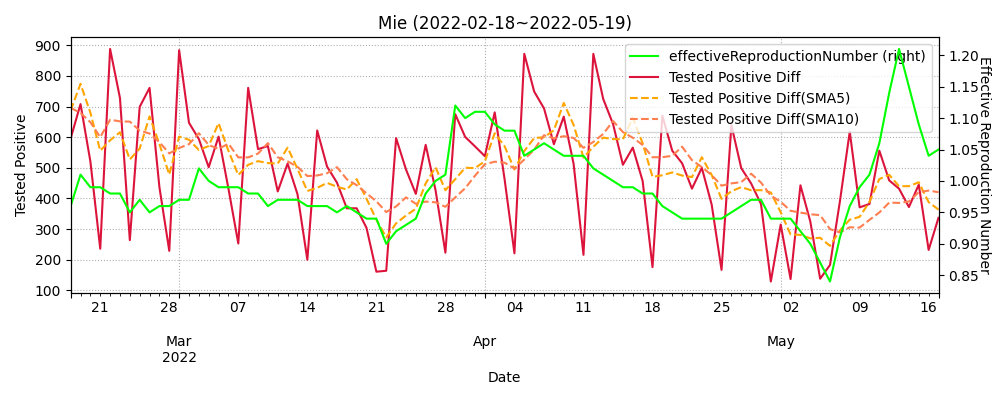 Mie (2022-02-18~2022-05-19)
effectiveReproductionNumber (right)
Tested Positive Diff
Tested Positive Diff(SMA5)
Tested Positive Diff(SMA10)
Tested Positive
900
800
700
600
500
400
300
200
100
1.20
1.15
1.10
1.05
1.00
0.95
0.90
0.85
Effective Reproduction Number
21 28 07 14 21 28 04 11 18 25 02 09 16
Mar Apr May
2022
Date